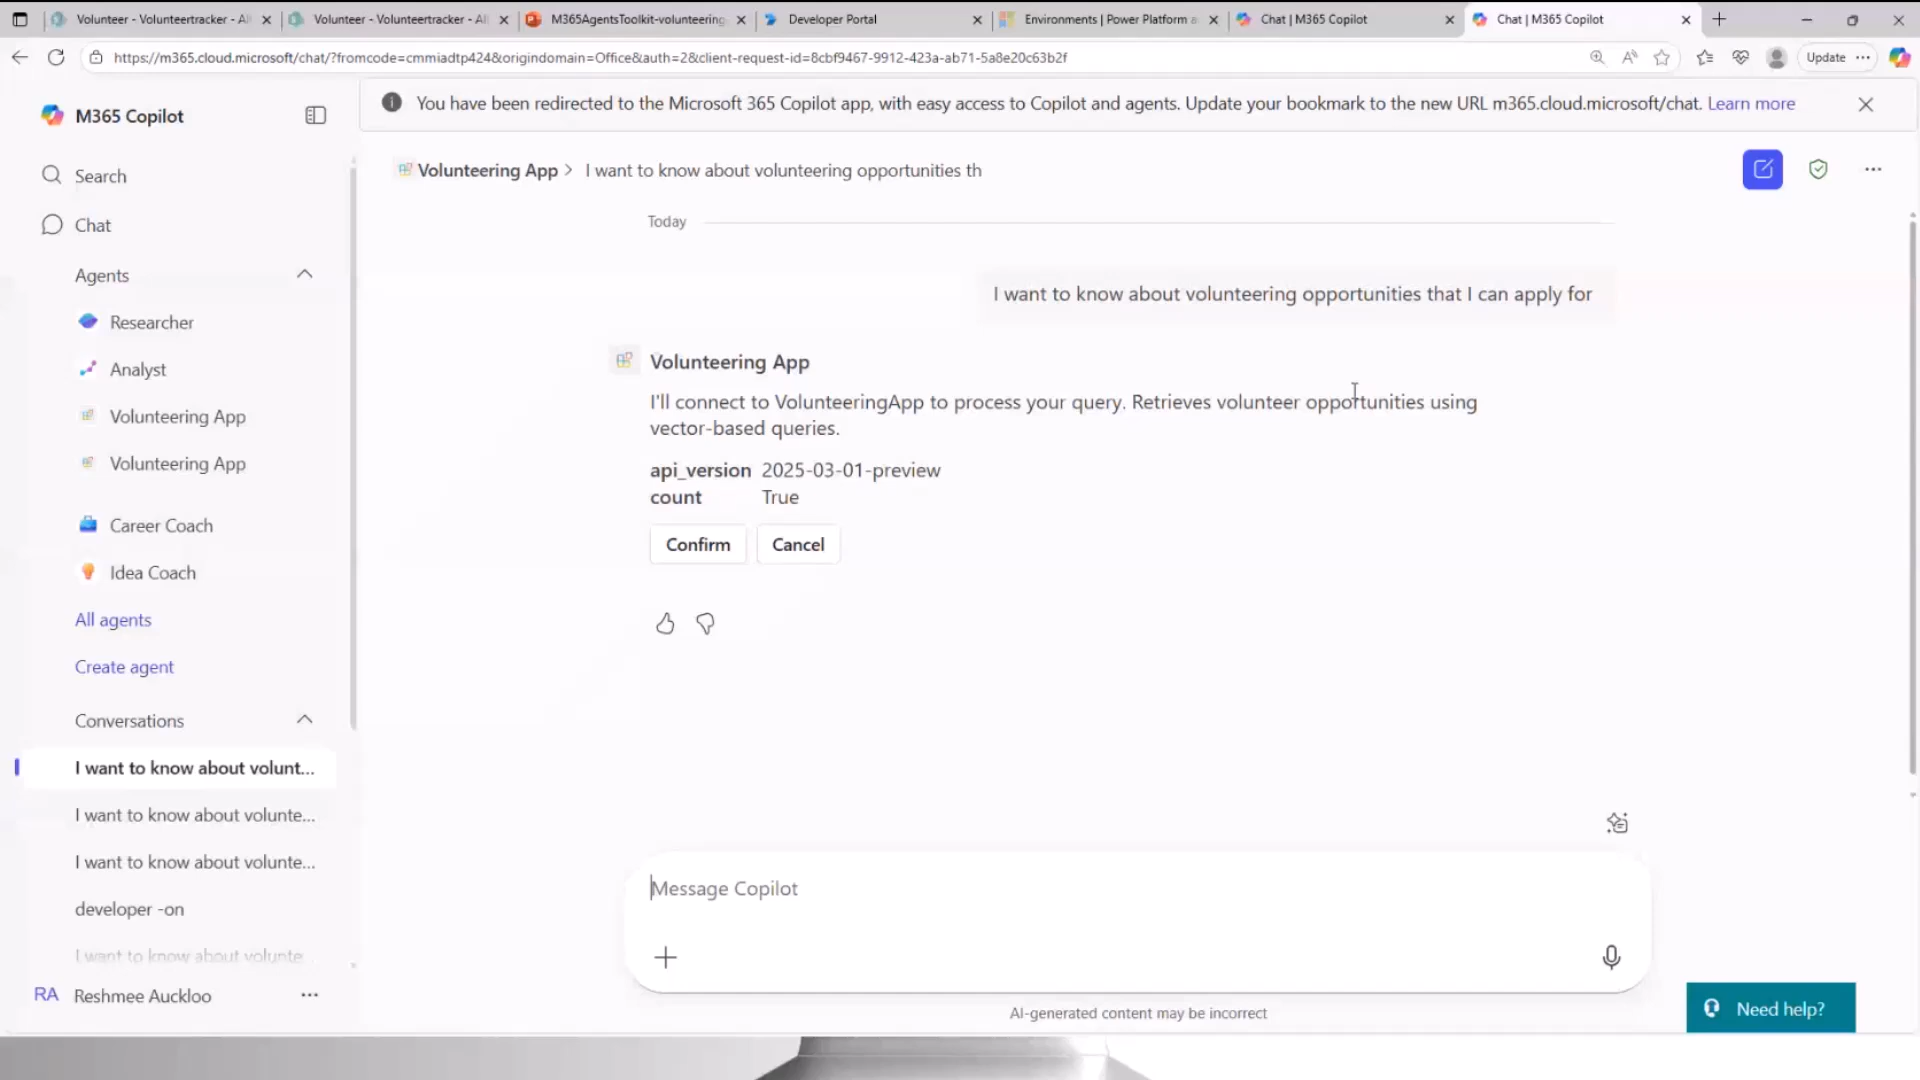 Volunteer - Volunteertracker - Al
Volunteer - Volunteertracker - Al
M365AgentsToolkit-volunteering
Developer Portal
Environments | Power Platform a
Chat | M365 Copilot
Chat | M365 Copilot
https://m365.cloud.microsoft/chat/?fromcode=cmmiadtp424&origindomain=Office&auth=2&client-request-id=8cbf9467-9912-423a-ab71-5a8e20c63b2f
Update
M365 Copilot
You have been redirected to the Microsoft 365 Copilot app, with easy access to Copilot and agents. Update your bookmark to the new URL m365.cloud.microsoft/chat. Learn more
Search
Chat
Agents
Researcher
Analyst
Volunteering App
Volunteering App
Career Coach
Idea Coach
All agents
Create agent
Conversations
I want to know about volunt...
I want to know about volunte...
I want to know about volunte...
developer -on
I want to know about volunte
RA Reshmee Auckloo
Volunteering App > I want to know about volunteering opportunities th
Today
I want to know about volunteering opportunities that I can apply for
Volunteering App
I'll connect to VolunteeringApp to process your query. Retrieves volunteer opportunities using
vector-based queries.
api_version 2025-03-01-preview
count True
Confirm Cancel
Message Copilot
AI-generated content may be incorrect
Need help?